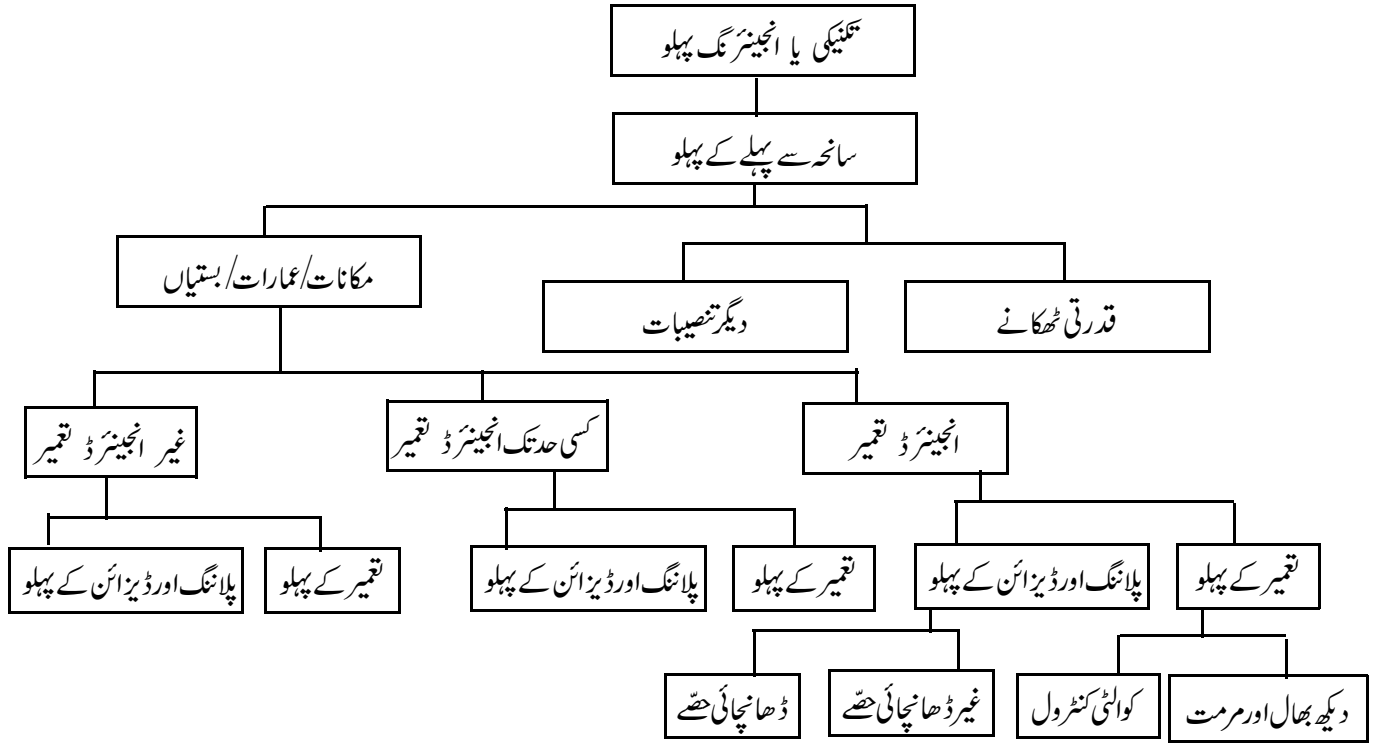 تکنیکی یا انجینئرنگ پہلو
سانحہ سے پہلے کے پہلو
مکانات/عمارات/بستیاں
قدرتی ٹھکانے
دیگر تنصیبات
انجینئرڈ تعمیر
کسی حد تک انجینئرڈ تعمیر
غیر انجینئرڈ تعمیر
تعمیر کے پہلو
پلاننگ اور ڈیزائن کے پہلو
تعمیر کے پہلو
پلاننگ اور ڈیزائن کے پہلو
تعمیر کے پہلو
پلاننگ اور ڈیزائن کے پہلو
دیکھ بھال اور مرمت
کوالٹی کنٹرول
غیر ڈھانچائی حصّے
ڈھانچائی حصّے